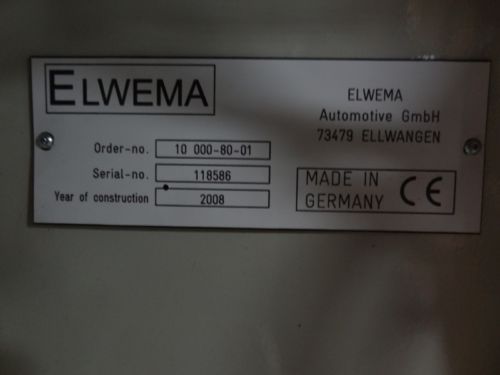 ELWEMA
ELWEMA
Automotive GmbH
73479 ELLWANGEN
Order-no. 10 000-80-01
Serial-no. 118586
Year of construction 2008
MADE IN
GERMANY
CE